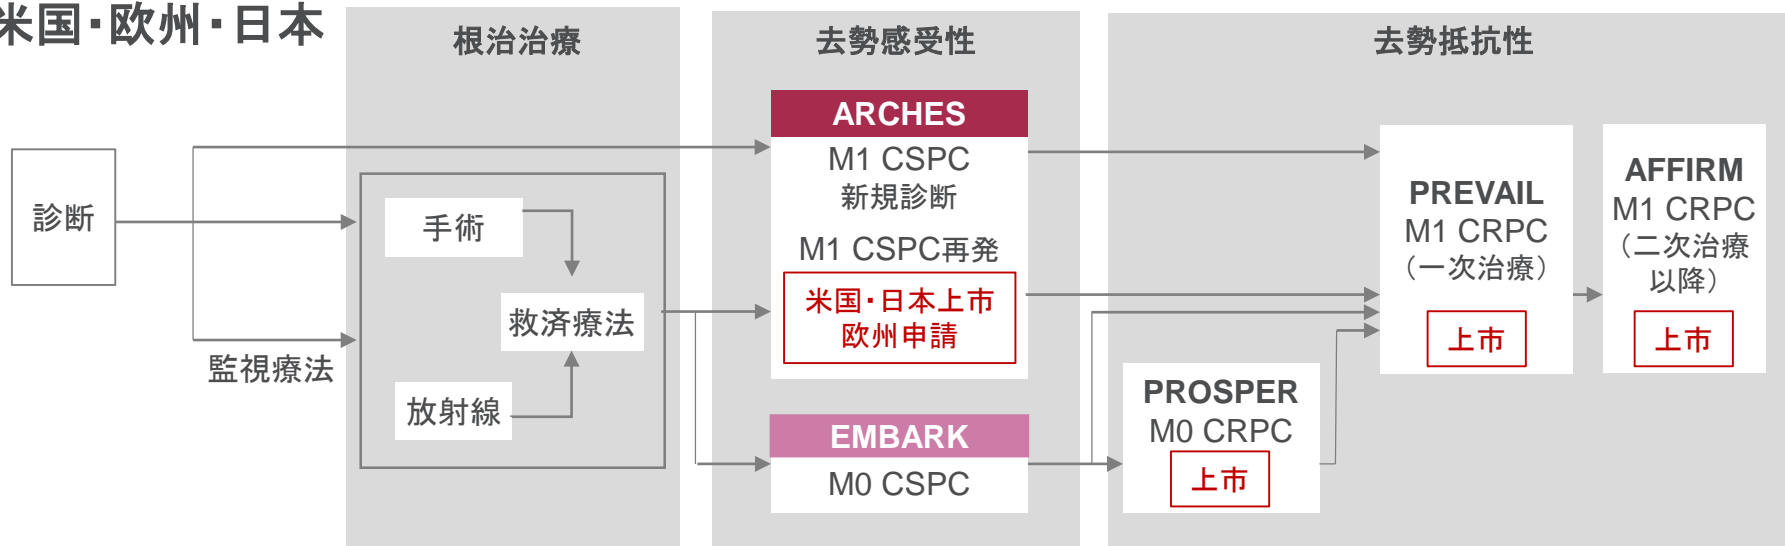 米国・欧州・日本
根治治療
去勢感受性
去勢抵抗性
診断
監視療法
手術
救済療法
放射線
ARCHES
M1 CSPC
新規診断
M1 CSPC再発
米国・日本上市
欧州申請
EMBARK
M0 CSPC
PROSPER
M0 CRPC
上市
PREVAIL
M1 CRPC
（一次治療）
上市
AFFIRM
M1 CRPC
（二次治療
以降）
上市